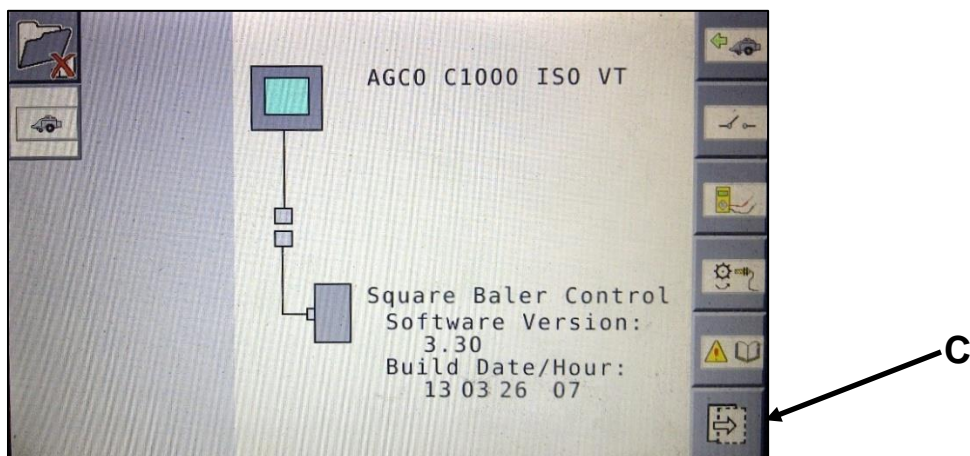 AGCO C1000 ISO VT
Square Baler Control
Software Version:
3.30
Build Date/Hour:
13 03 26 07
C